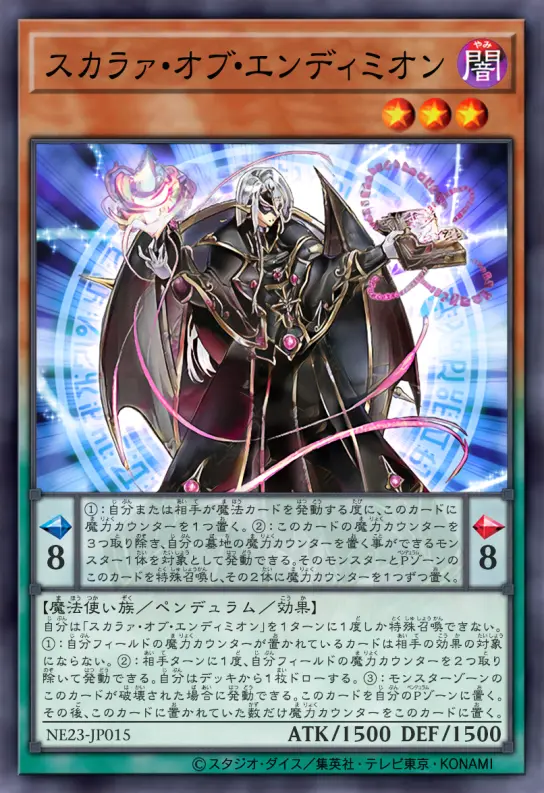 スカラァ・オブ・エンディミオン
闇
①:自分または相手が魔法カードを発動する度に、このカードに
魔力カウンターを1つ置く。②:このカードの魔力カウンターを
3つ取り除き、自分の墓地の魔力カウンターを置く事ができるモン
スター1体を対象として発動できる。そのモンスターとPゾーンの
このカードを特殊召喚し、その2体に魔力カウンターを1つずつ置く。
8
8
【魔法使い族/ペンデュラム/効果】
自分は「スカラァ・オブ・エンディミオン」を1ターンに1度しか特殊召喚できない。
①:自分フィールドの魔力カウンターが置かれているカードは相手の効果の対象
にならない。②:相手ターンに1度、自分フィールドの魔力カウンターを2つ取り
除いて発動できる。自分はデッキから1枚ドローする。③:モンスターゾーンの
このカードが破壊された場合に発動できる。このカードを自分のPゾーンに置く。
その後、このカードに置かれていた数だけ魔力カウンターをこのカードに置く。
NE23-JP015 ATK/1500 DEF/1500
©スタジオ・ダイス/集英社・テレビ東京・KONAMI